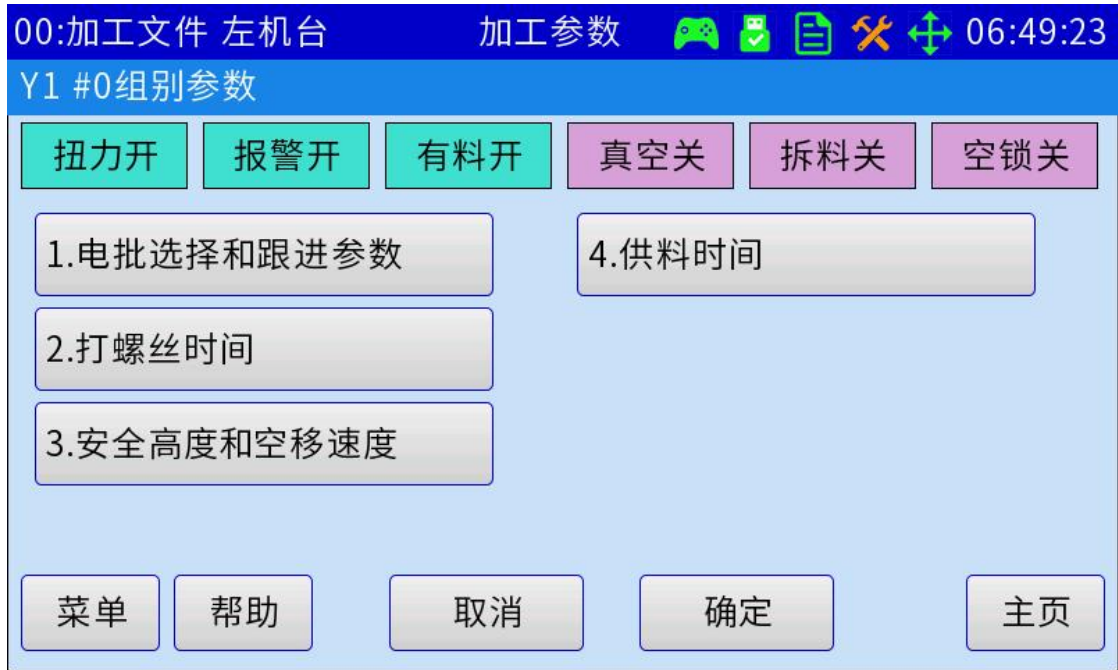 00:加工文件 左机台 加工参数 06:49:23
Y1 #0组别参数
扭力开 报警开 有料开 真空关 拆料关 空锁关
1.电批选择和跟进参数 4.供料时间
2.打螺丝时间
3.安全高度和空移速度
菜单 帮助 取消 确定 主页